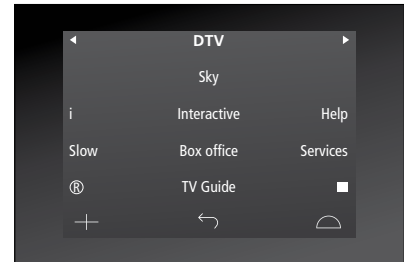 DTV
Sky
i Interactive Help
Slow Box office Services
® TV Guide